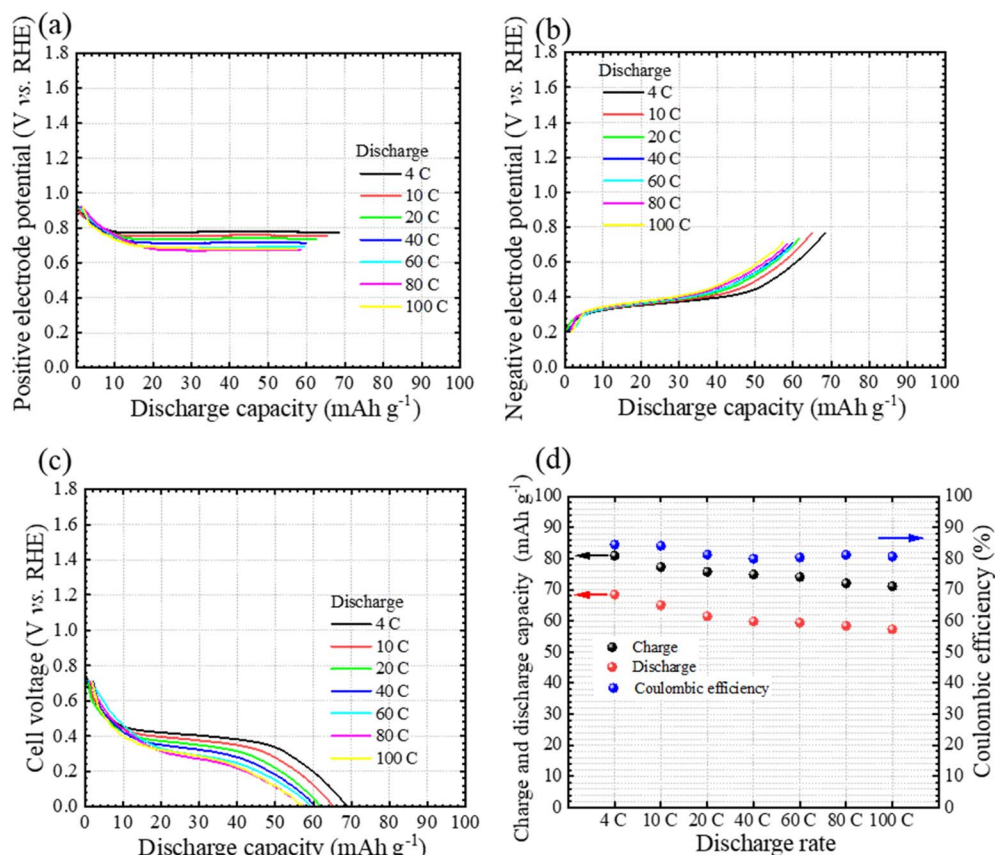 (a)
Positive electrode potential (V vs. RHE)
1.8
1.6
1.4
1.2
1.0
0.8
0.6
0.4
0.2
0.0
Discharge
4 C
10 C
20 C
40 C
60 C
80 C
100 C
0 10 20 30 40 50 60 70 80 90 100
Discharge capacity (mAh g⁻¹)
(b)
Negative electrode potential (V vs. RHE)
1.8
1.6
1.4
1.2
1.0
0.8
0.6
0.4
0.2
0.0
Discharge
4 C
10 C
20 C
40 C
60 C
80 C
100 C
0 10 20 30 40 50 60 70 80 90 100
Discharge capacity (mAh g⁻¹)
(c)
Cell voltage (V vs. RHE)
1.8
1.6
1.4
1.2
1.0
0.8
0.6
0.4
0.2
0.0
Discharge
4 C
10 C
20 C
40 C
60 C
80 C
100 C
0 10 20 30 40 50 60 70 80 90 100
Discharge capacity (mAh g⁻¹)
(d)
Charge and discharge capacity (mAh g⁻¹)
100
90
80
70
60
50
40
30
20
10
0
Charge
Discharge
Coulombic efficiency
100
90
80
70
60
50
40
30
20
10
0
Coulombic efficiency (%)
4 C 10 C 20 C 40 C 60 C 80 C 100 C
Discharge rate